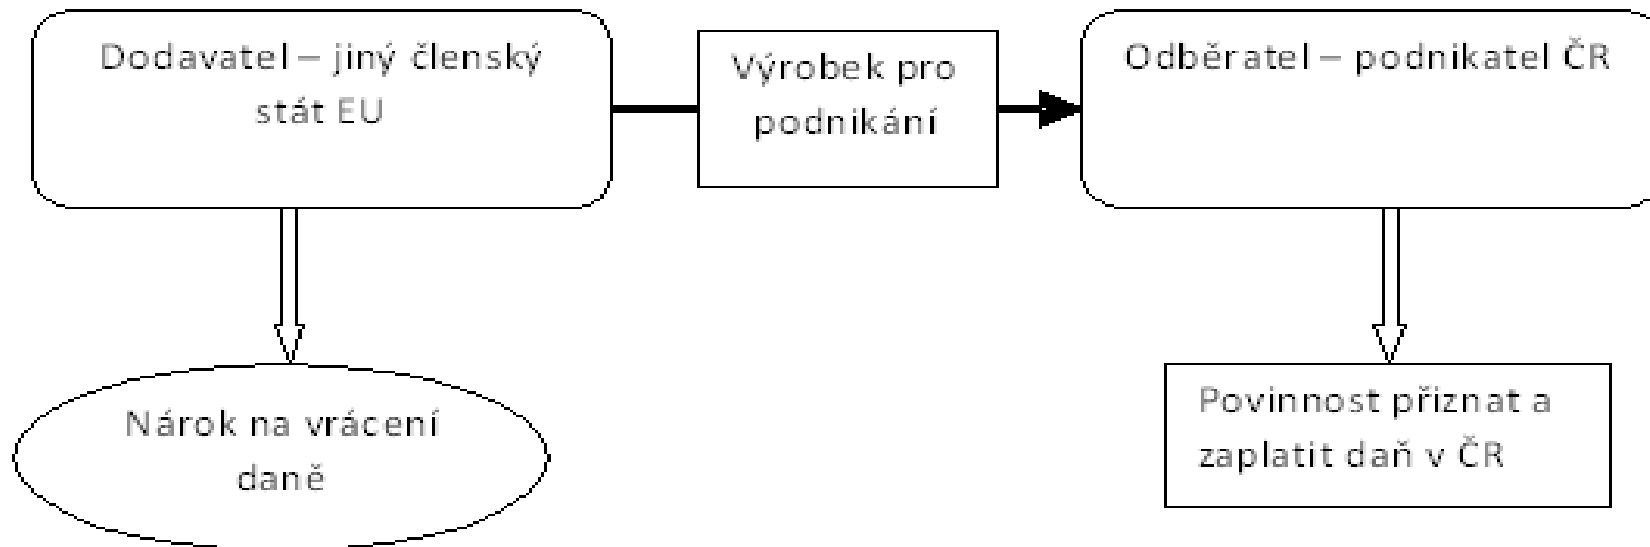 Dodavatel – jiný členský
stát EU
Výrobek pro
podnikání
Odběratel – podnikatel ČR
Nárok na vrácení
daně
Povinnost přiznat a
zaplatit daň v ČR